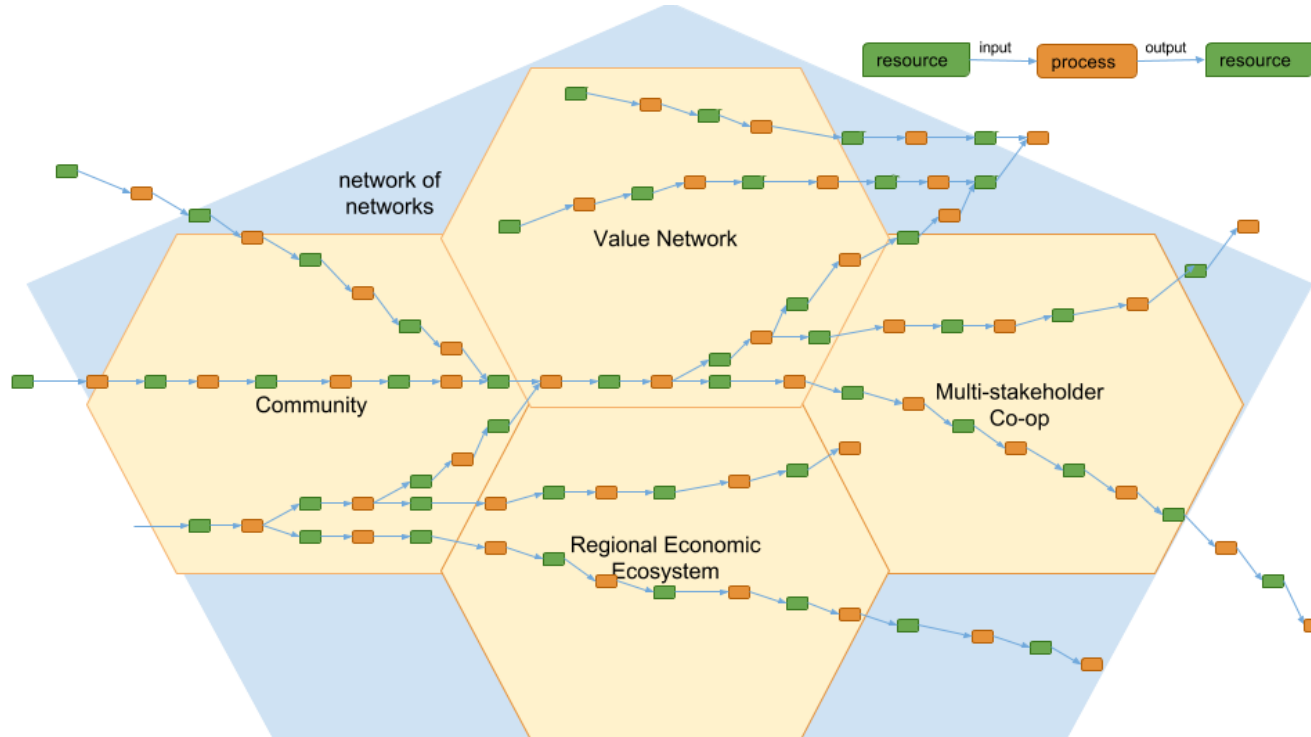 input
output
resource
process
resource
network of
networks
Value Network
Community
Multi-stakeholder
Co-op
Regional Economic
Ecosystem